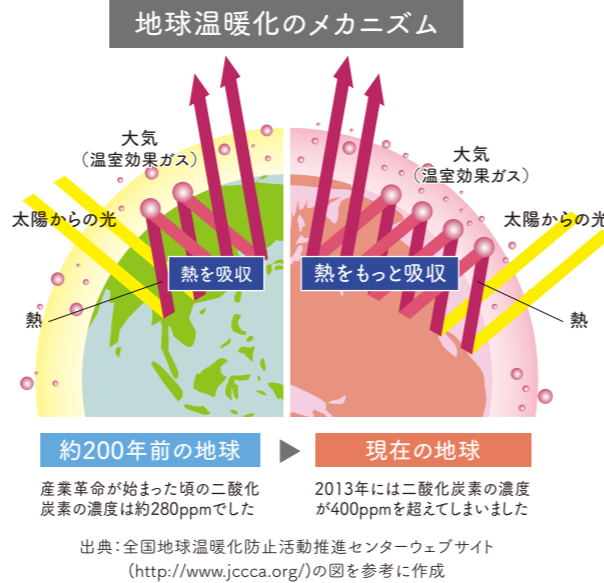 地球温暖化のメカニズム
大気
（温室効果ガス）
太陽からの光
熱を吸収
熱
大気
（温室効果ガス）
太陽からの光
熱をもっと吸収
熱
約200年前の地球
産業革命が始まった頃の二酸化
炭素の濃度は約280ppmでした
現在の地球
2013年には二酸化炭素の濃度
が400ppmを超えてしまいました
出典：全国地球温暖化防止活動推進センターウェブサイト
(http://www.jccca.org/)の図を参考に作成